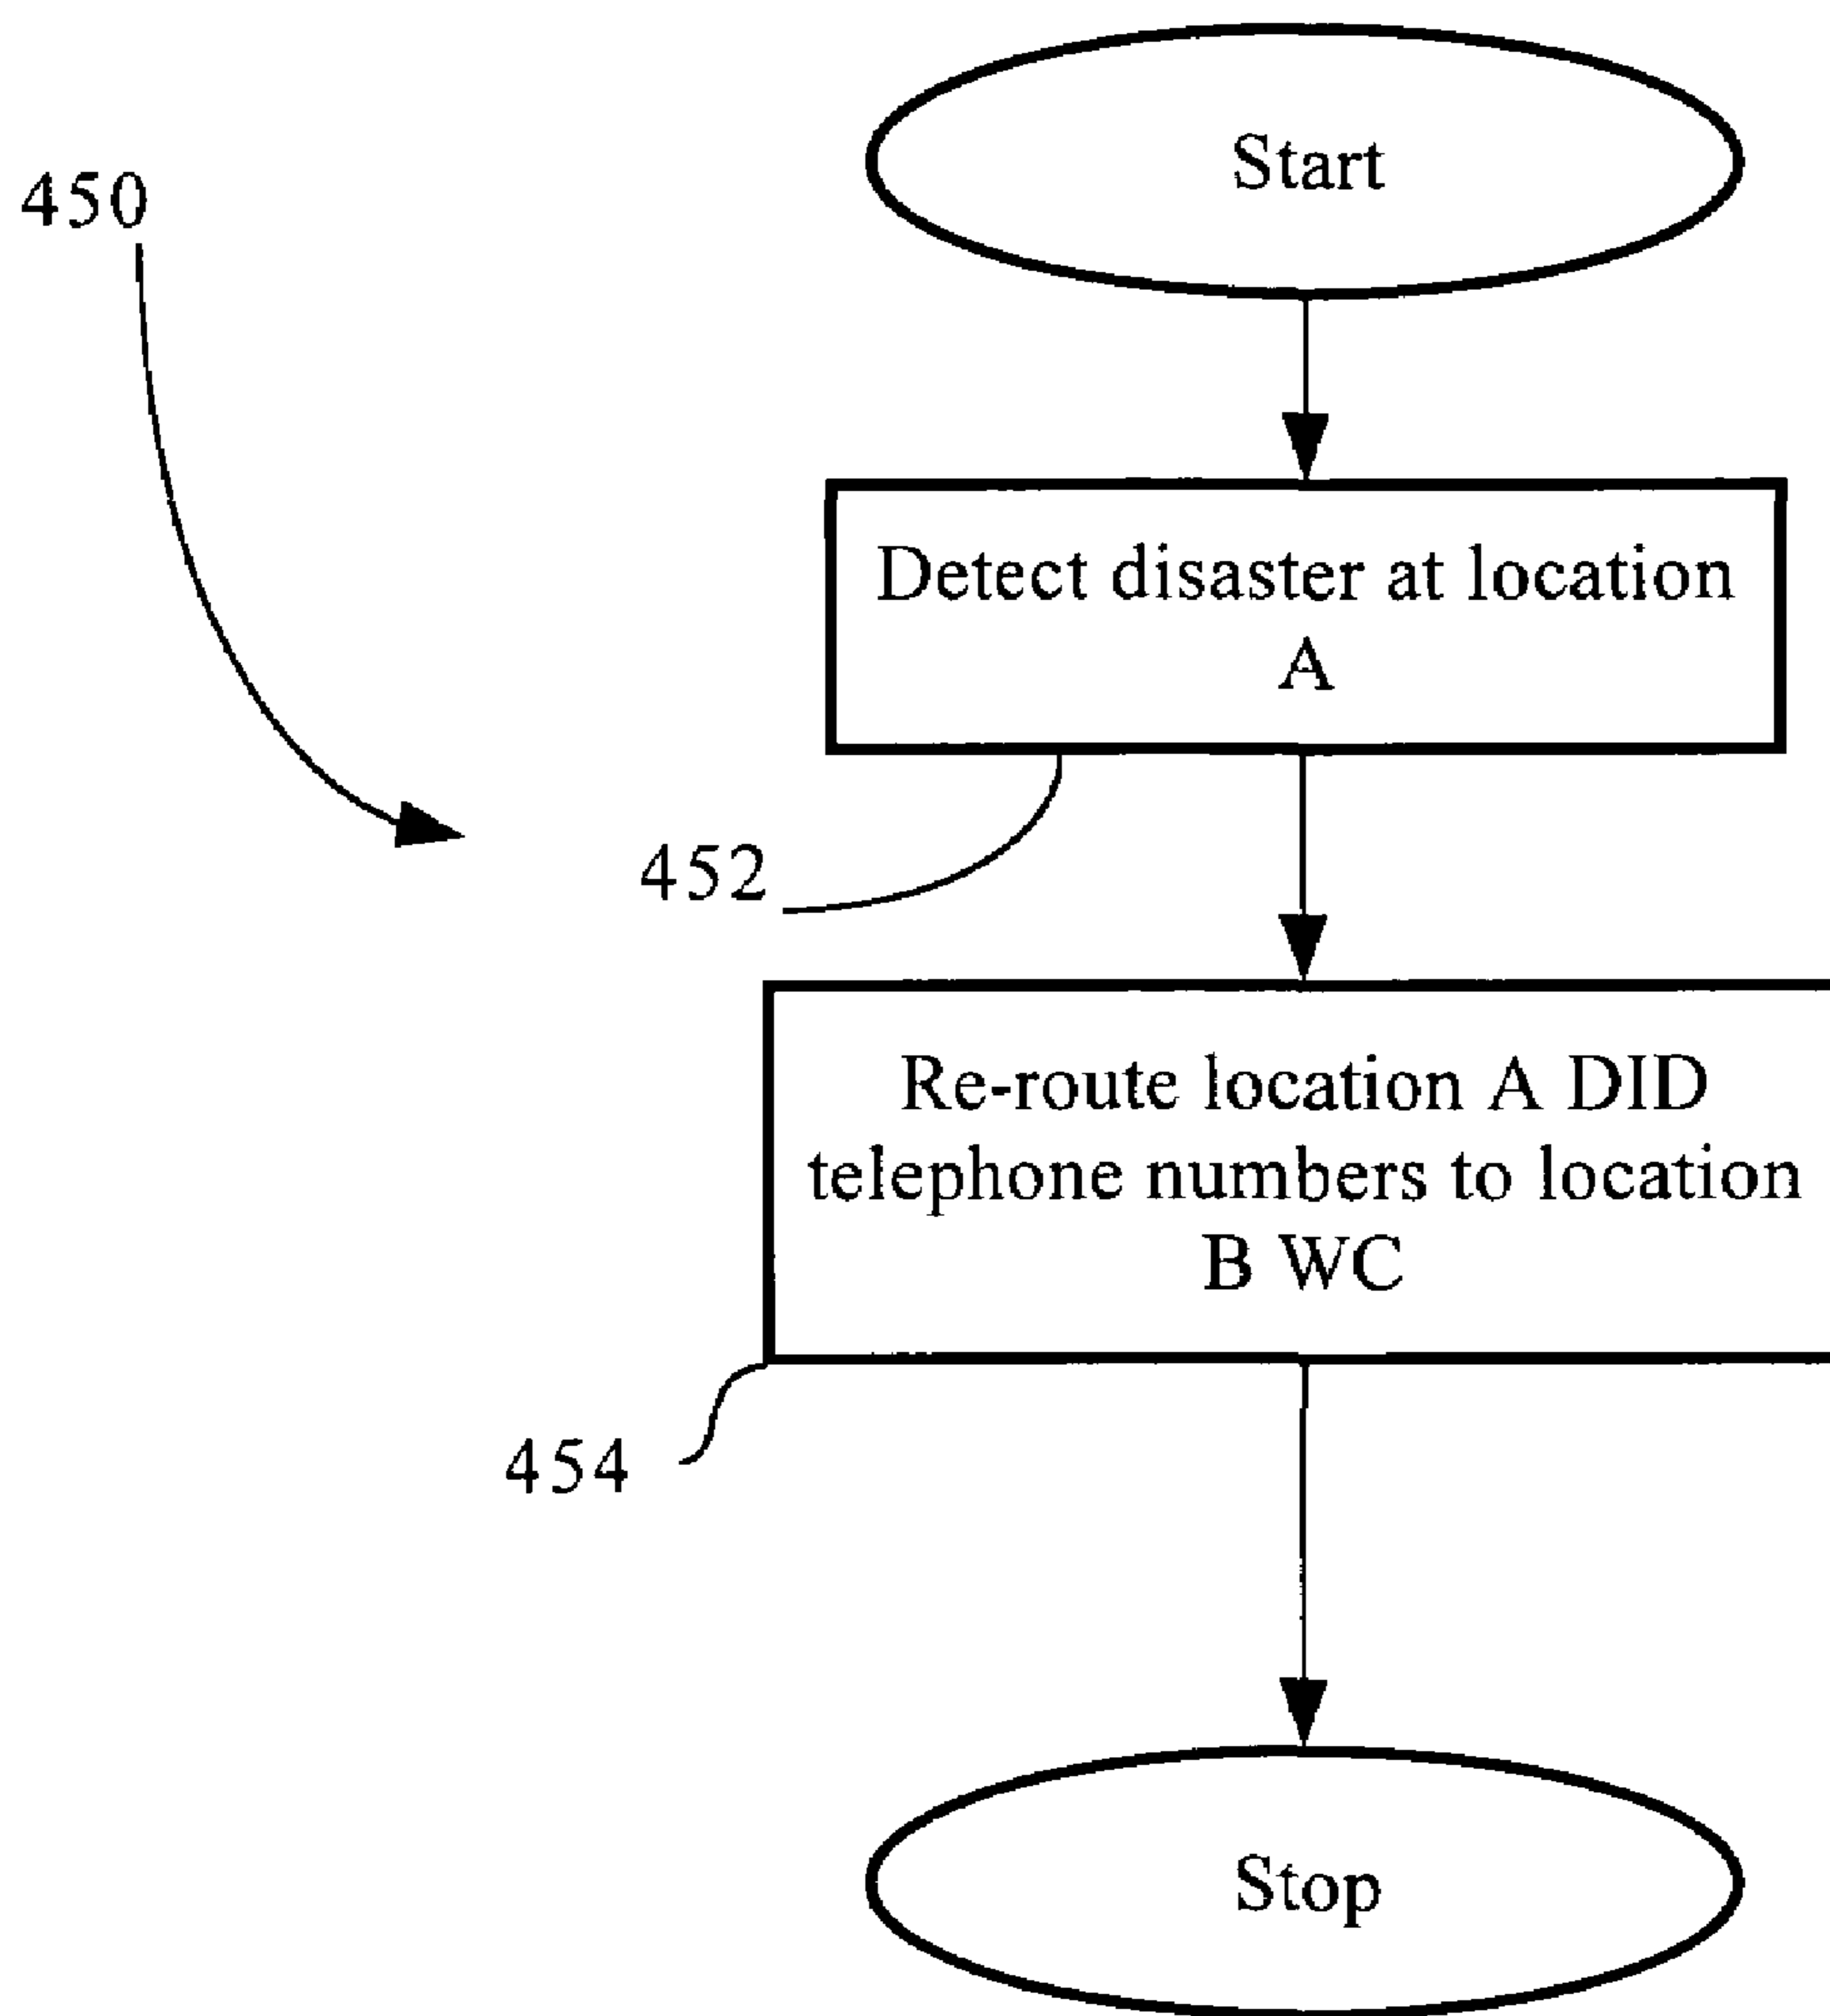 Start
450
Detect disaster at location
A
452
Re-route location A DID
telephone numbers to location
B WC
454
Stop